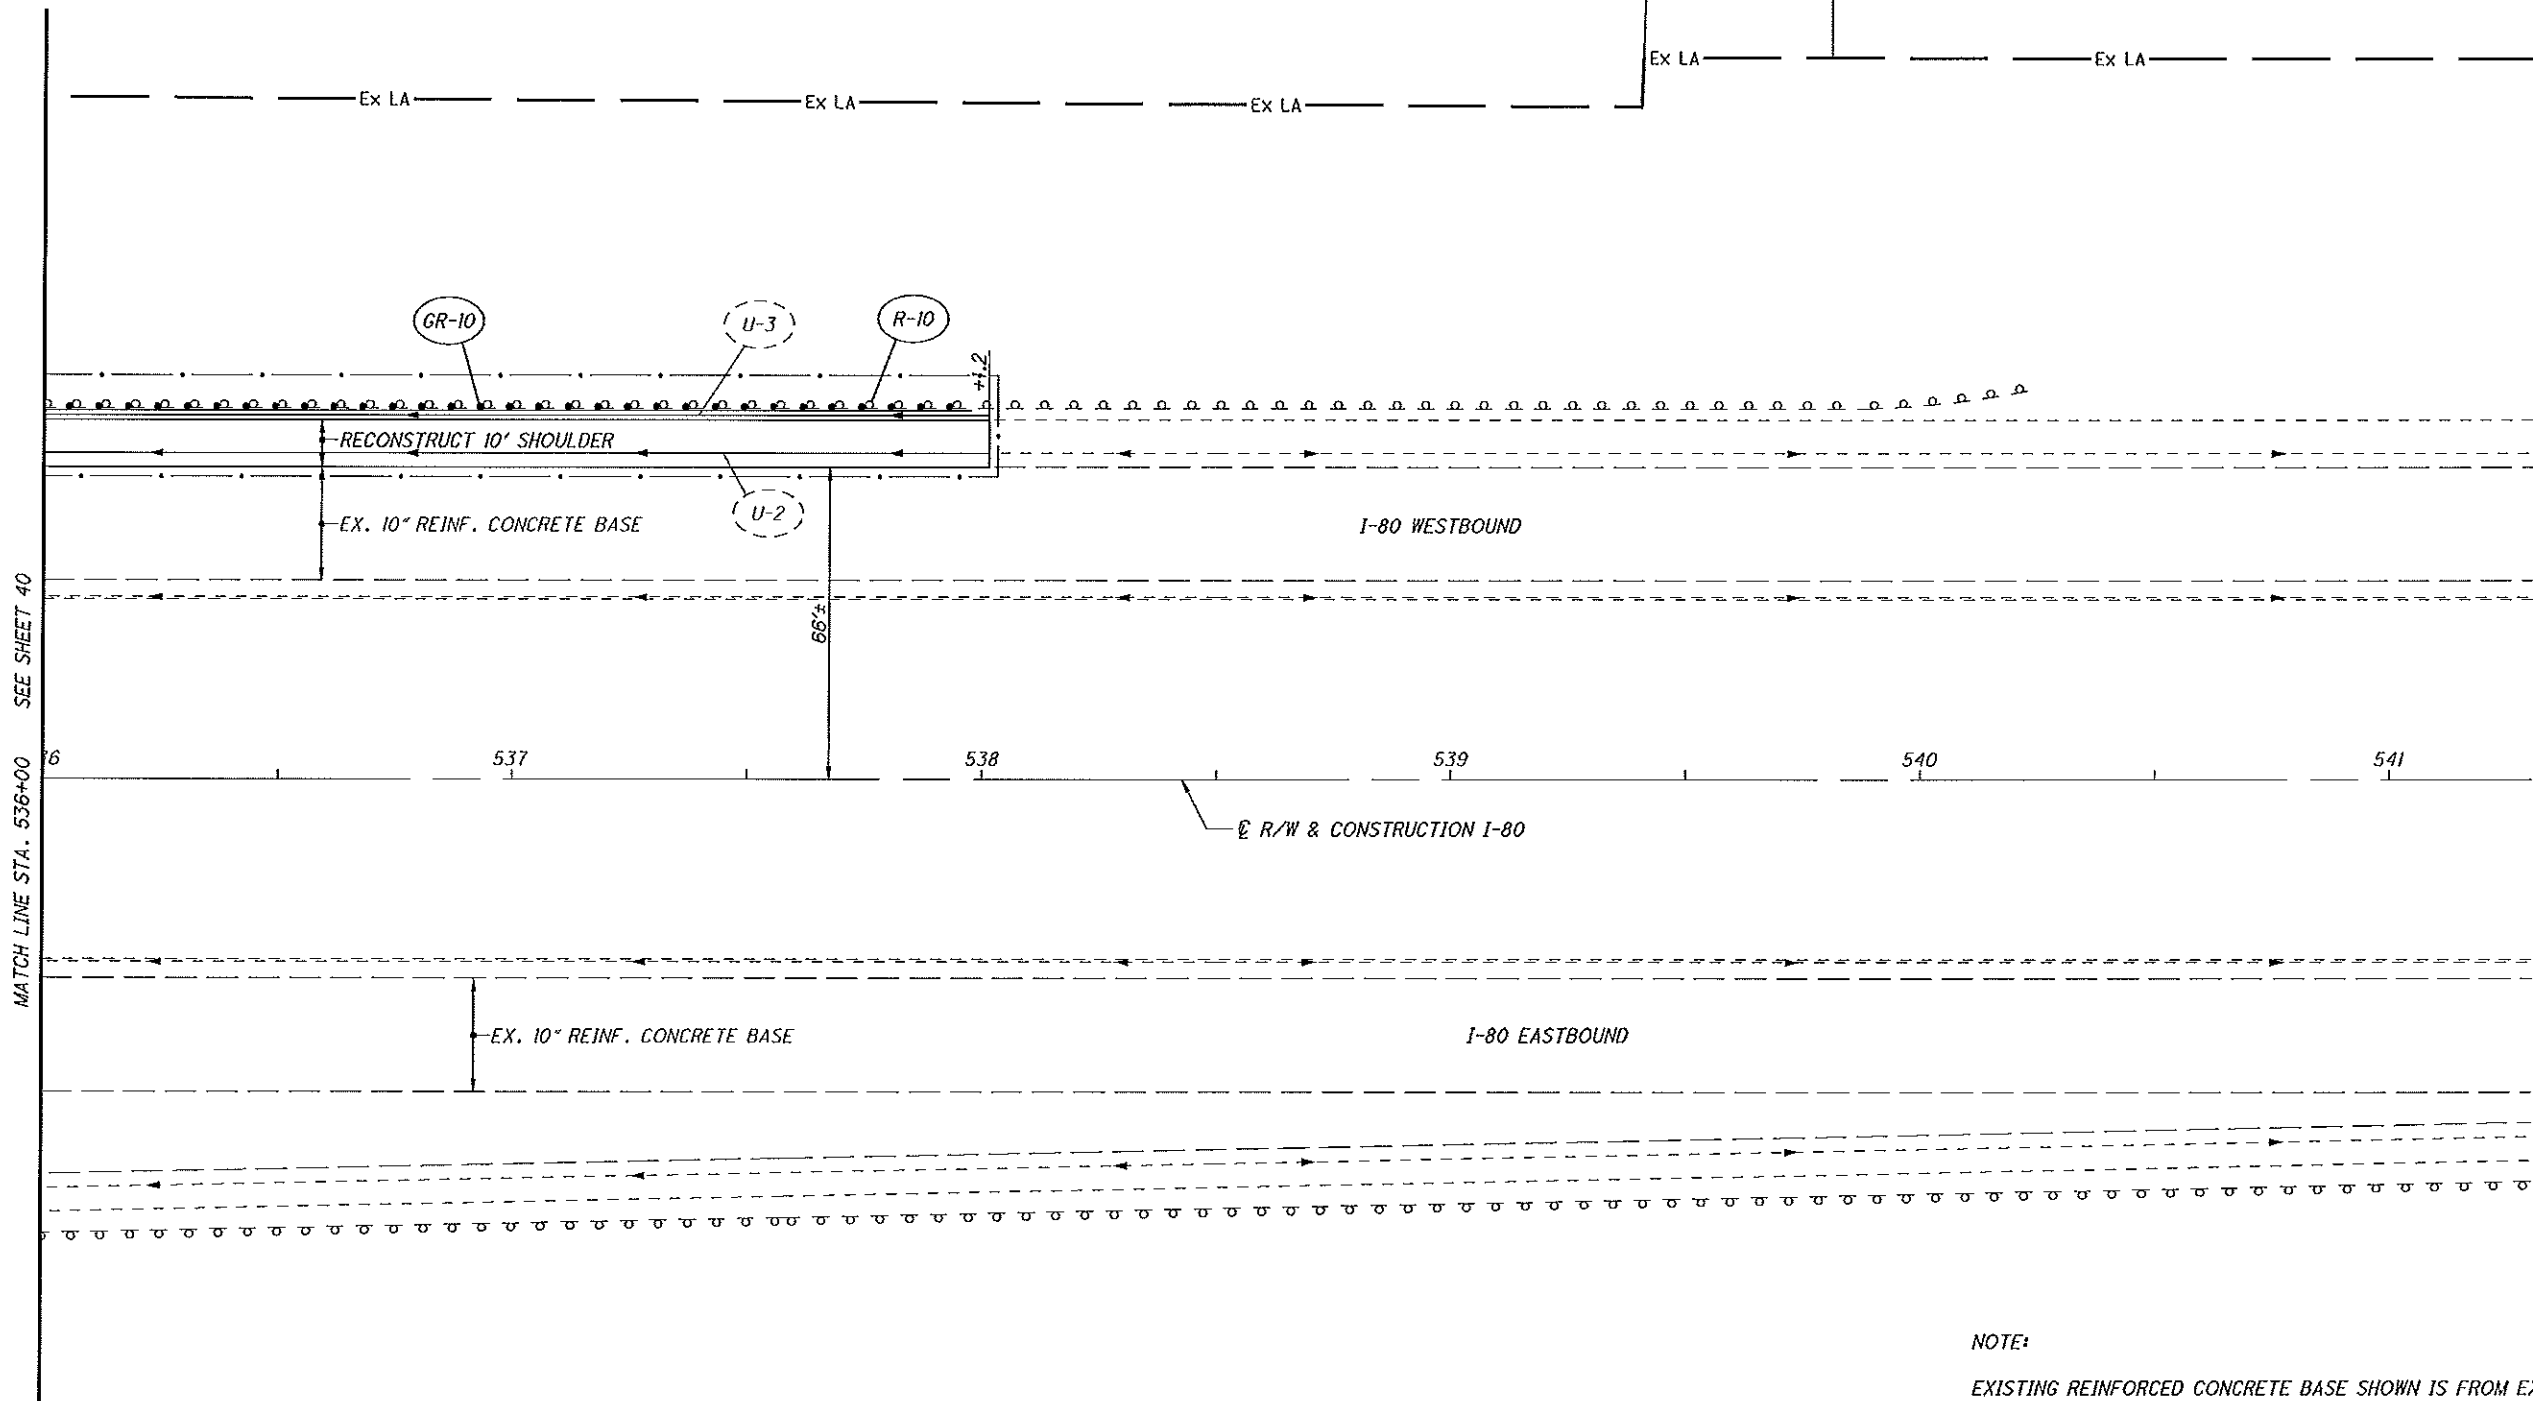 Ex LA
Ex LA
Ex LA
Ex LA
Ex LA
GR-10
U-3
R-10
+1.2
RECONSTRUCT 10' SHOULDER
U-2
EX. 10" REINF. CONCRETE BASE
I-80 WESTBOUND
66'±
MATCH LINE STA. 536+00 SEE SHEET 40
537
538
539
540
541
℄ R/W & CONSTRUCTION I-80
EX. 10" REINF. CONCRETE BASE
I-80 EASTBOUND
NOTE:
EXISTING REINFORCED CONCRETE BASE SHOWN IS FROM